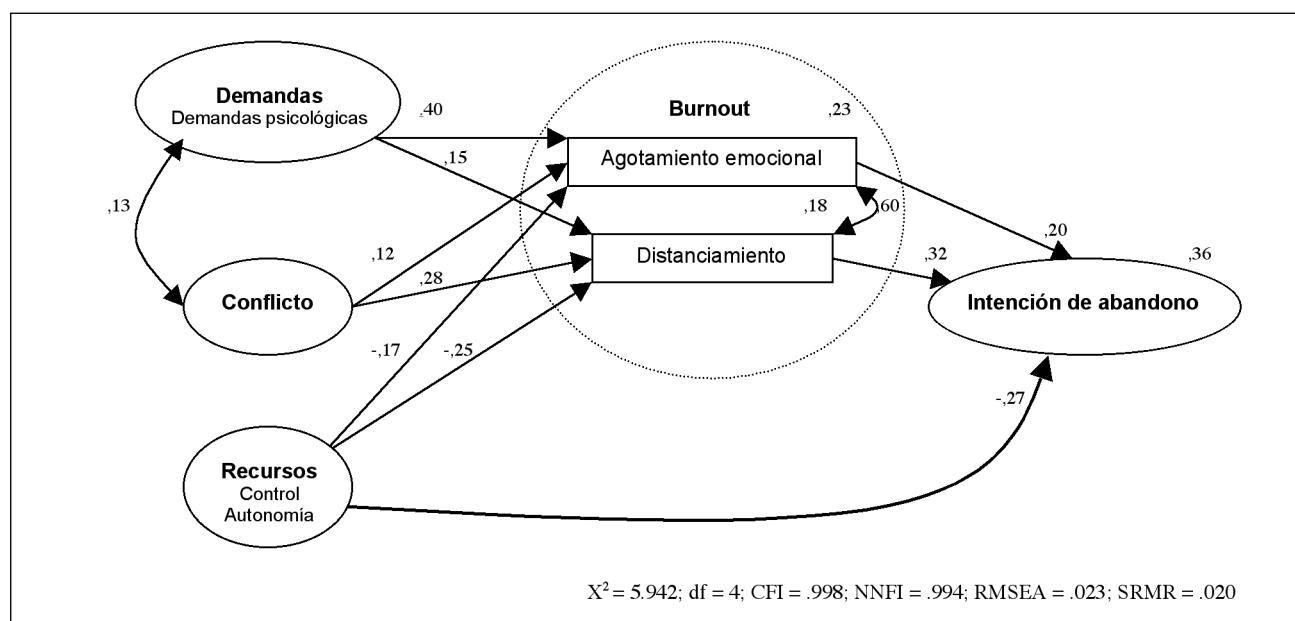 Demandas
Demandas psicológicas
,40
Burnout
,23
Agotamiento emocional
,15
,13
,18
,60
,12
Distanciamiento
,20
,28
,32
,36
Conflicto
Intención de abandono
-,17
-,25
-,27
Recursos
Control
Autonomía
X² = 5.942; df = 4; CFI = .998; NNFI = .994; RMSEA = .023; SRMR = .020